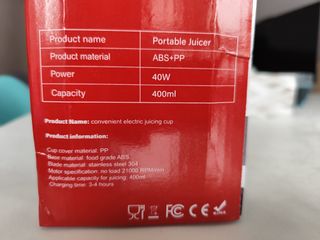 Product name Portable Juicer
Product material ABS+PP
Power 40W
Capacity 400ml
Product Name: convenient electric juicing cup
Product information:
Cup cover material: PP
Base material: food grade ABS
Blade material: stainless steel 304
Motor specification: no load 21000 RPM/min
Applicable capacity for juicing: 400ml
Charging time: 3-4 hours
FC CE